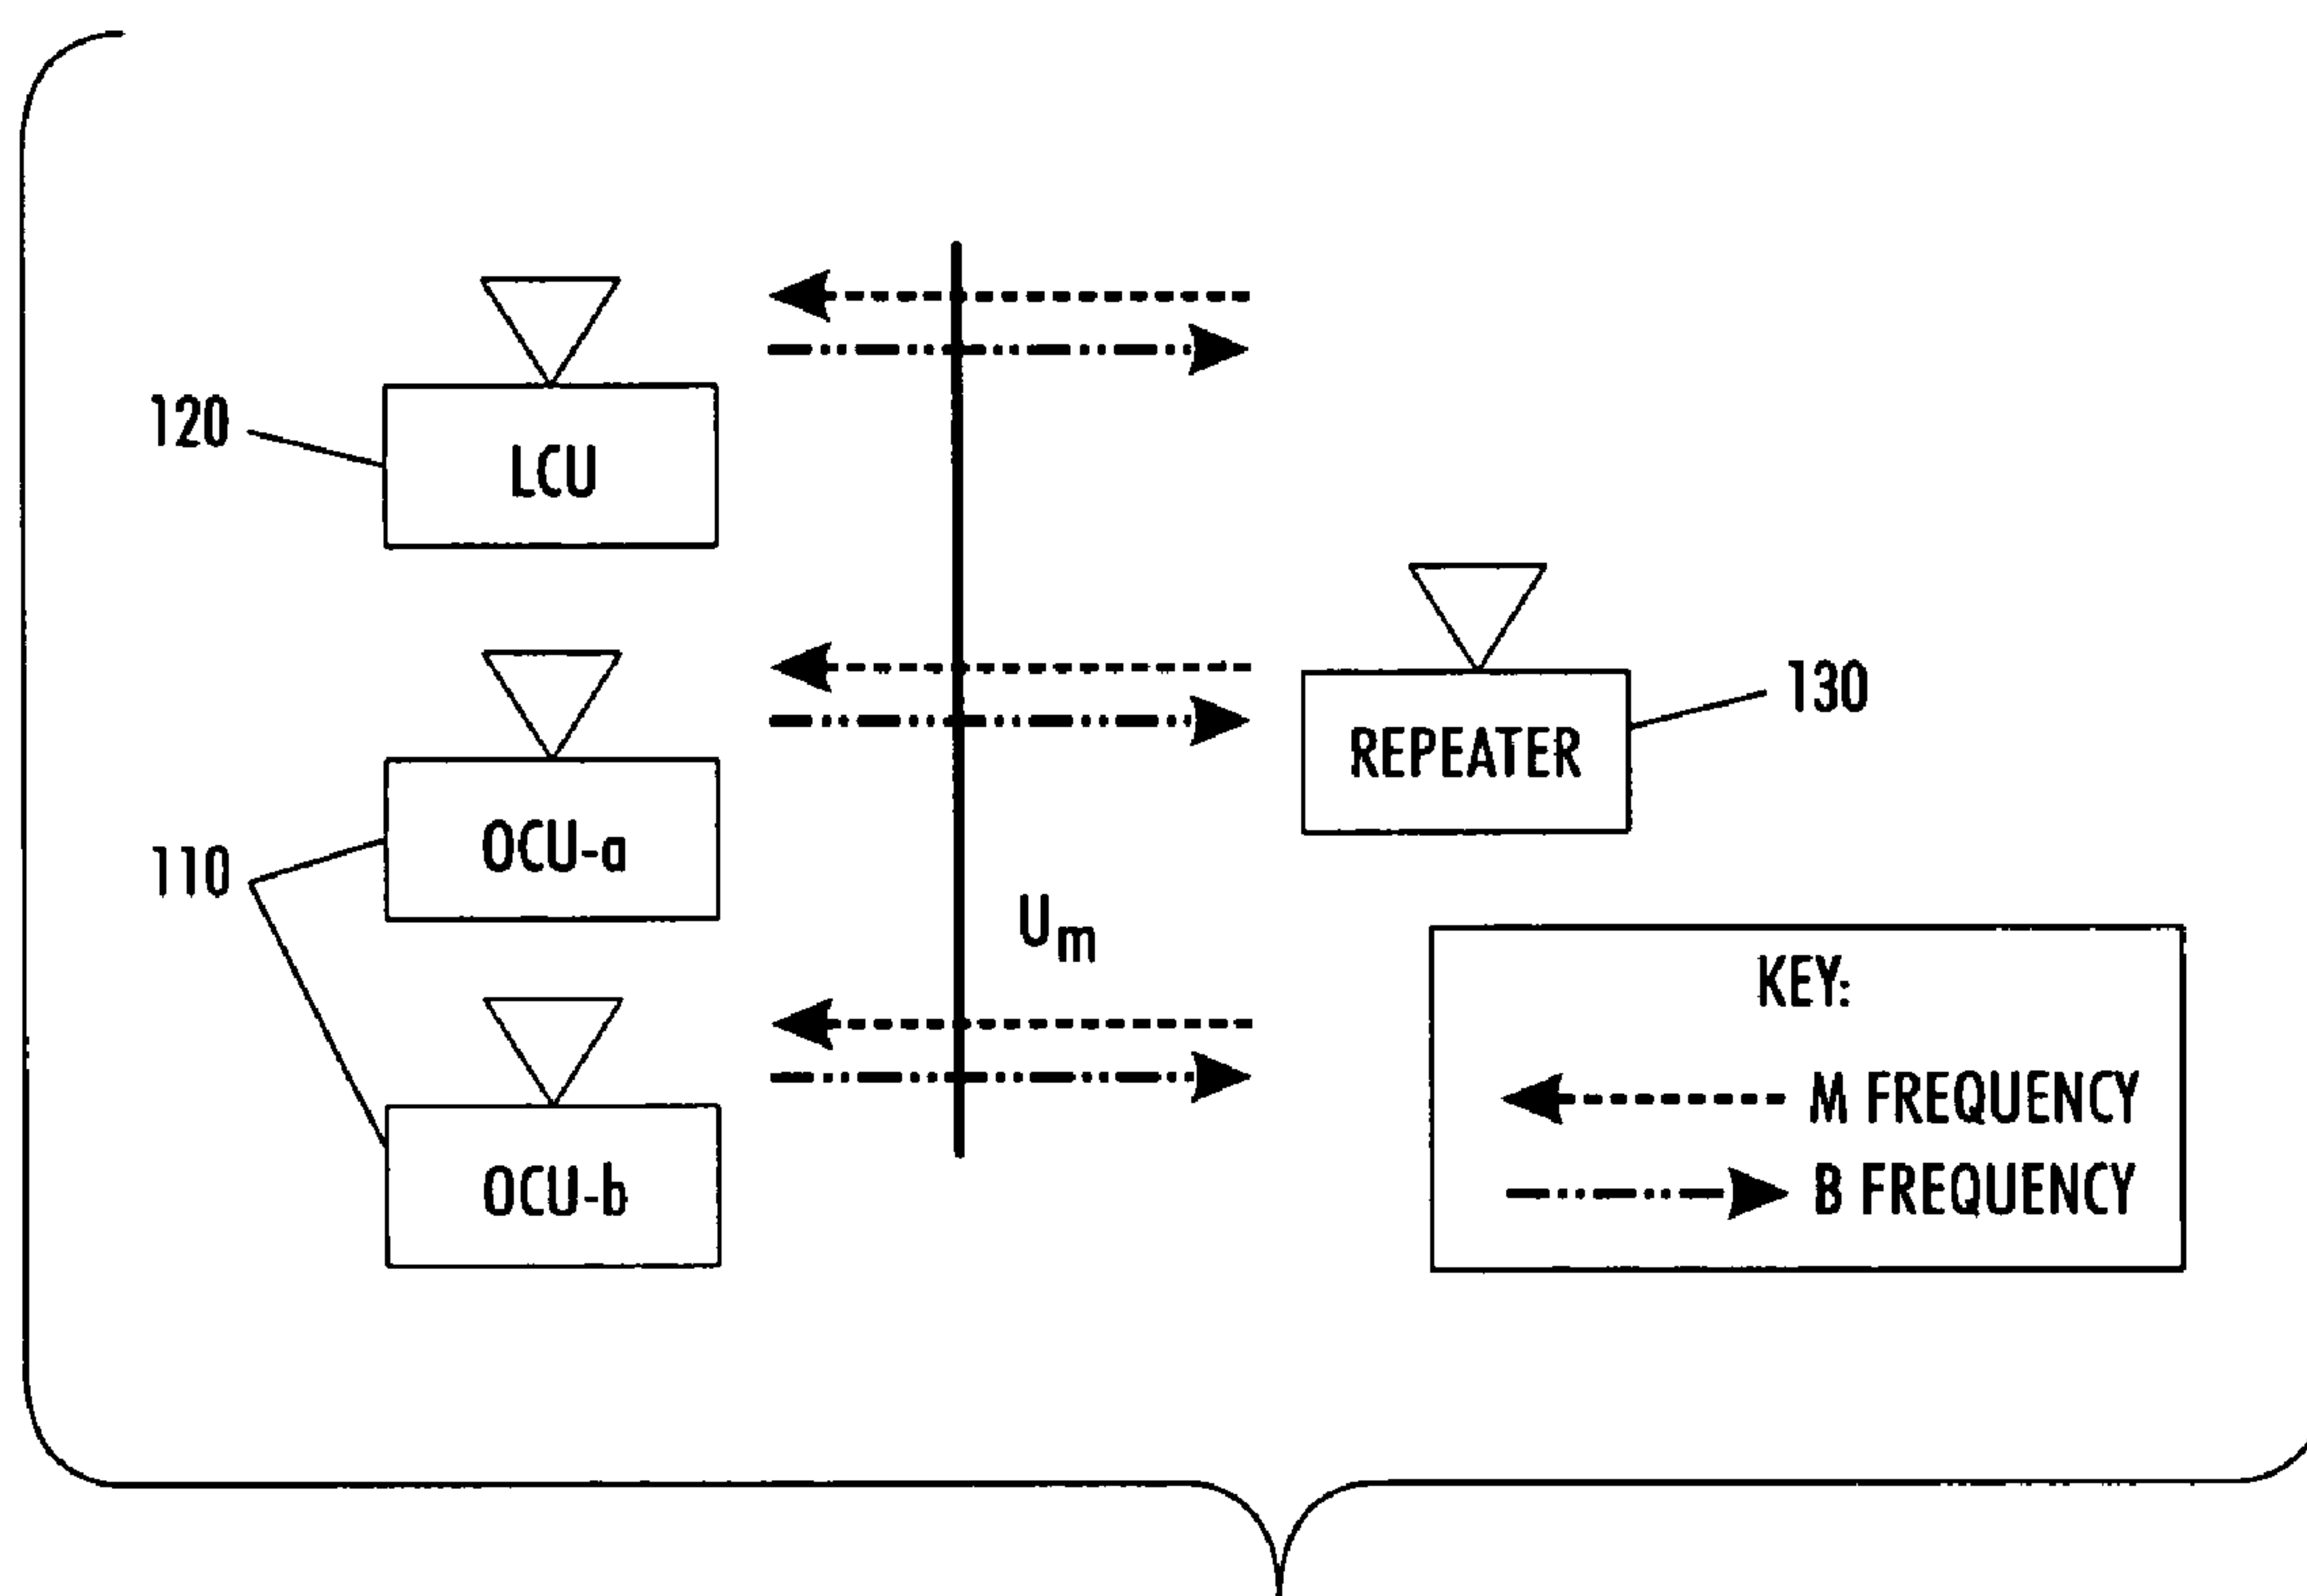 120
LCU
REPEATER
130
OCU-a
110
Um
OCU-b
KEY:
M FREQUENCY
B FREQUENCY